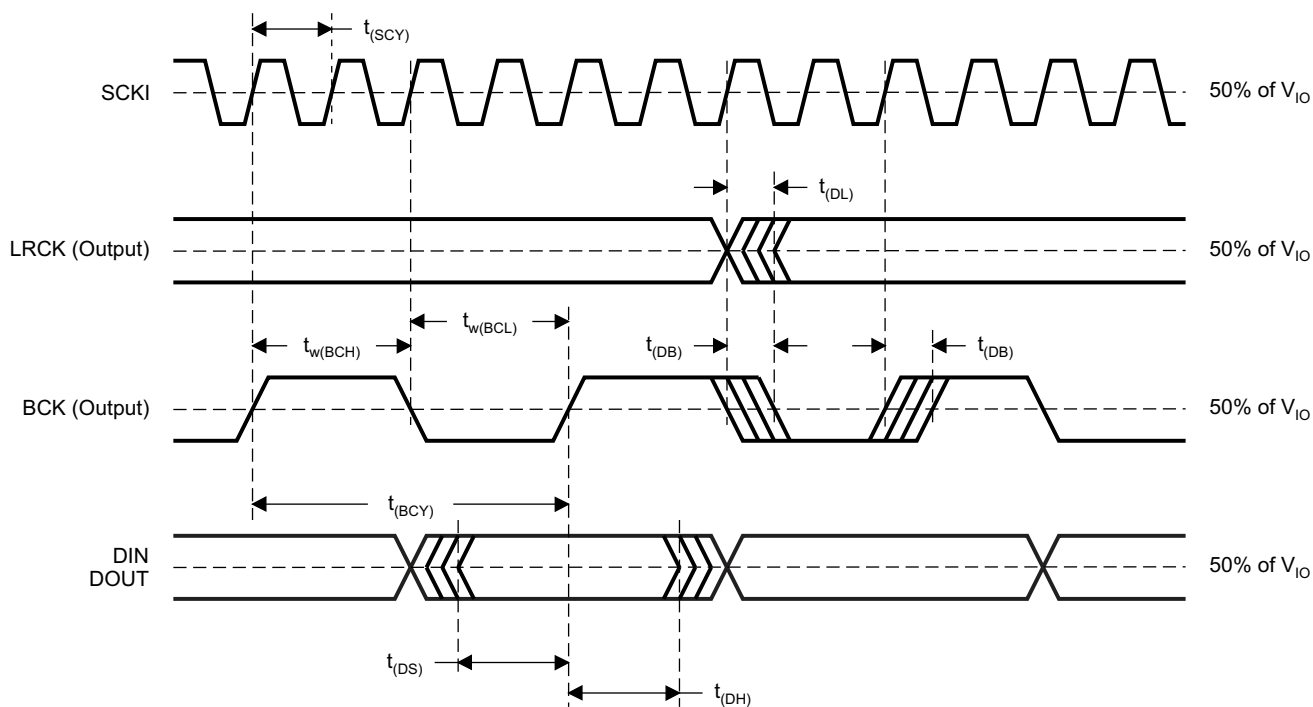 t(SCY)
SCKI
50% of VIO
t(DL)
LRCK (Output)
50% of VIO
tw(BCL)
tw(BCH)
t(DB)
t(DB)
BCK (Output)
50% of VIO
t(BCY)
DIN
DOUT
50% of VIO
t(DS)
t(DH)